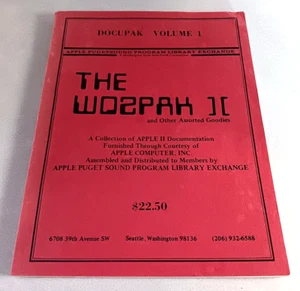 DOCUPAK VOLUME 1
APPLE PUGETSOUND PROGRAM LIBRARY EXCHANGE
THE
WOZPAK ][
and Other Assorted Goodies
A Collection of APPLE II Documentation
Furnished Through Courtesy of
APPLE COMPUTER, INC.
Assembled and Distributed to Members by
APPLE PUGET SOUND PROGRAM LIBRARY EXCHANGE
$22.50
6708 39th Avenue SW Seattle, Washington 98136 (206) 932-6588